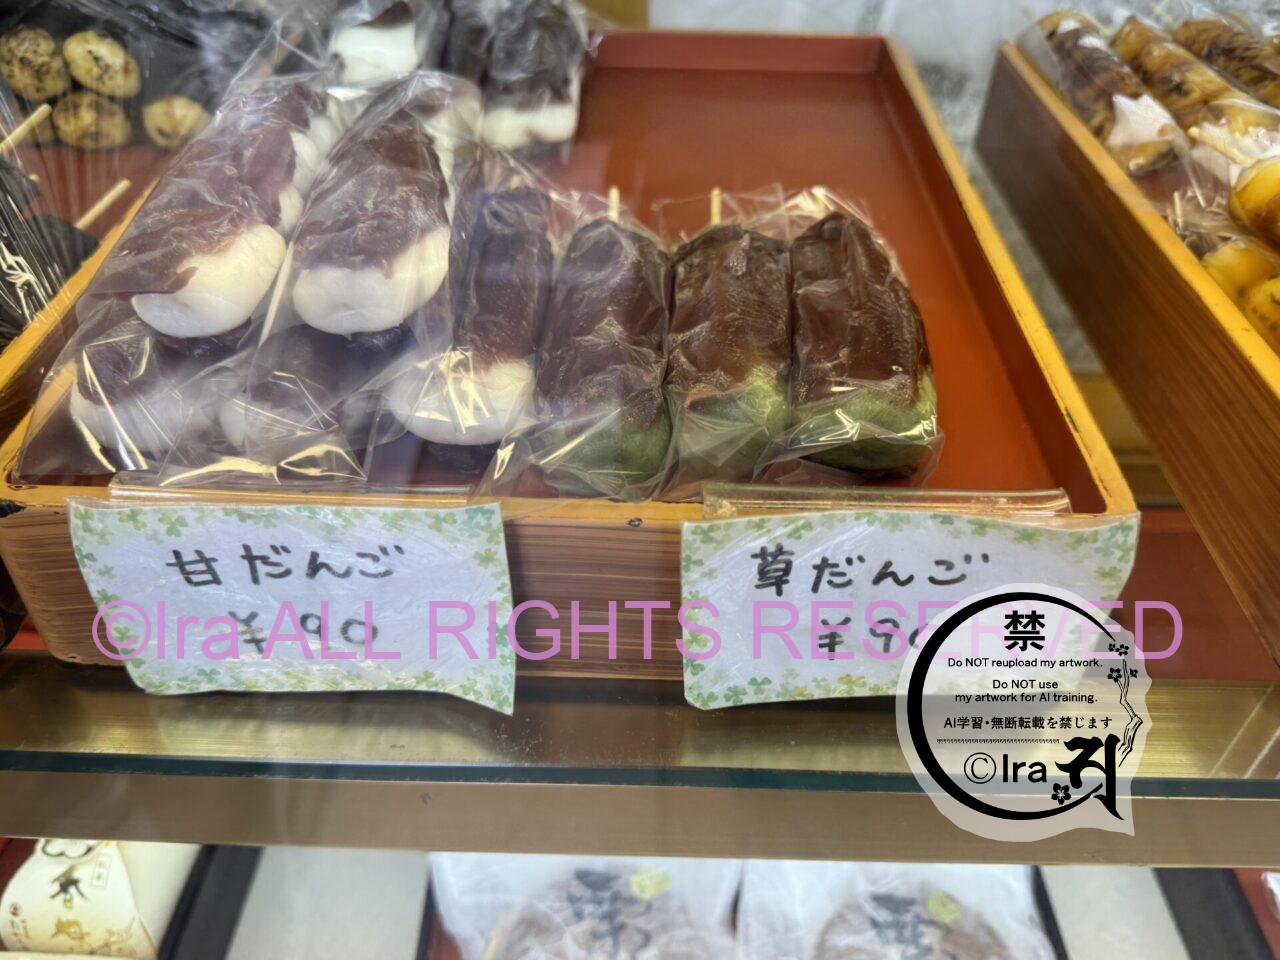 甘だんご
¥90
草だんご
¥90
©Ira ALL RIGHTS RESERVED
禁
Do NOT reupload my artwork.
Do NOT use
my artwork for AI training.
AI学習・無断転載を禁じます
©Ira